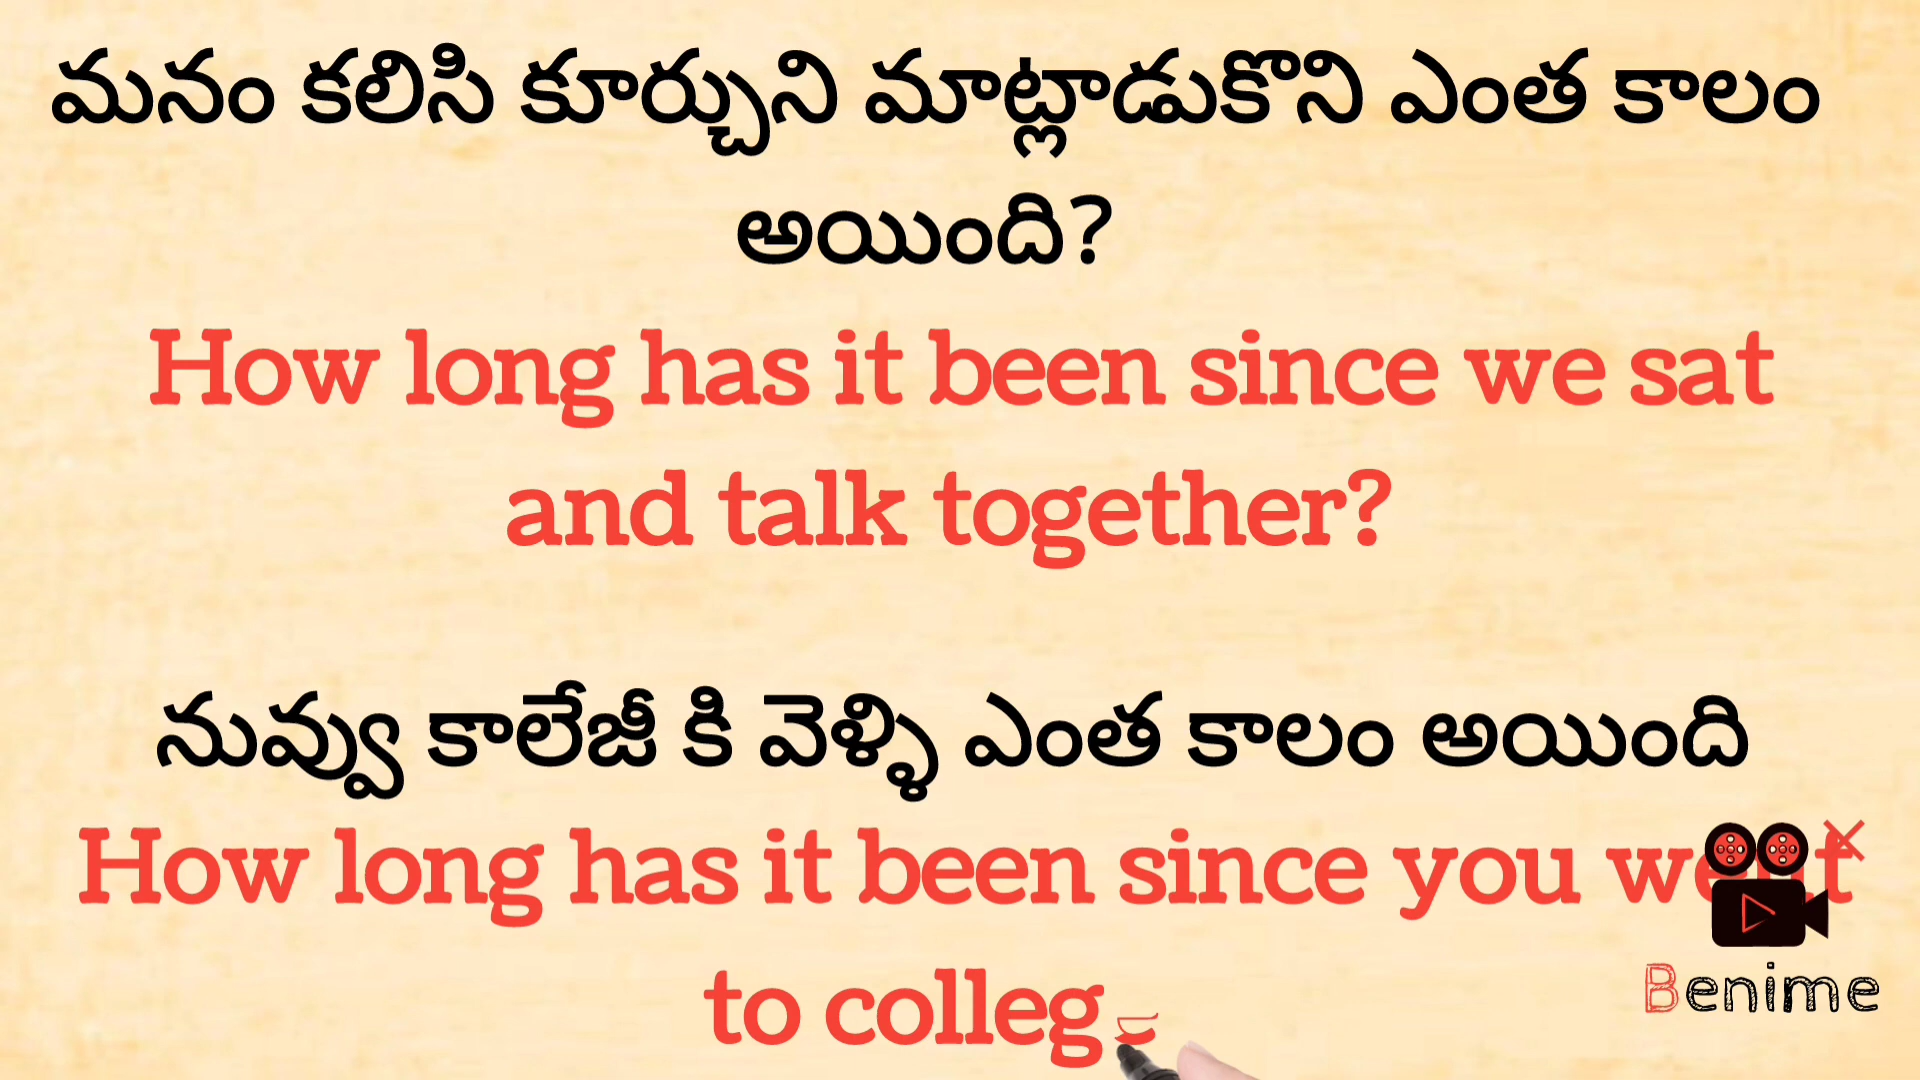 మనం కలిసి కూర్చుని మాట్లాడుకొని ఎంత కాలం
అయింది?
How long has it been since we sat
and talk together?
నువ్వు కాలేజీ కి వెళ్ళి ఎంత కాలం అయింది
How long has it been since you went
to colleg
Benime